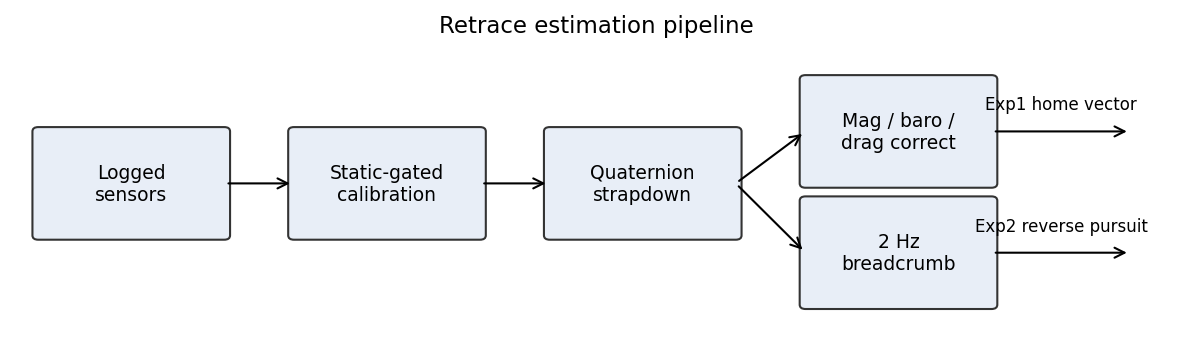 Retrace estimation pipeline
Logged
sensors
Static-gated
calibration
Quaternion
strapdown
Mag / baro /
drag correct
Exp1 home vector
2 Hz
breadcrumb
Exp2 reverse pursuit